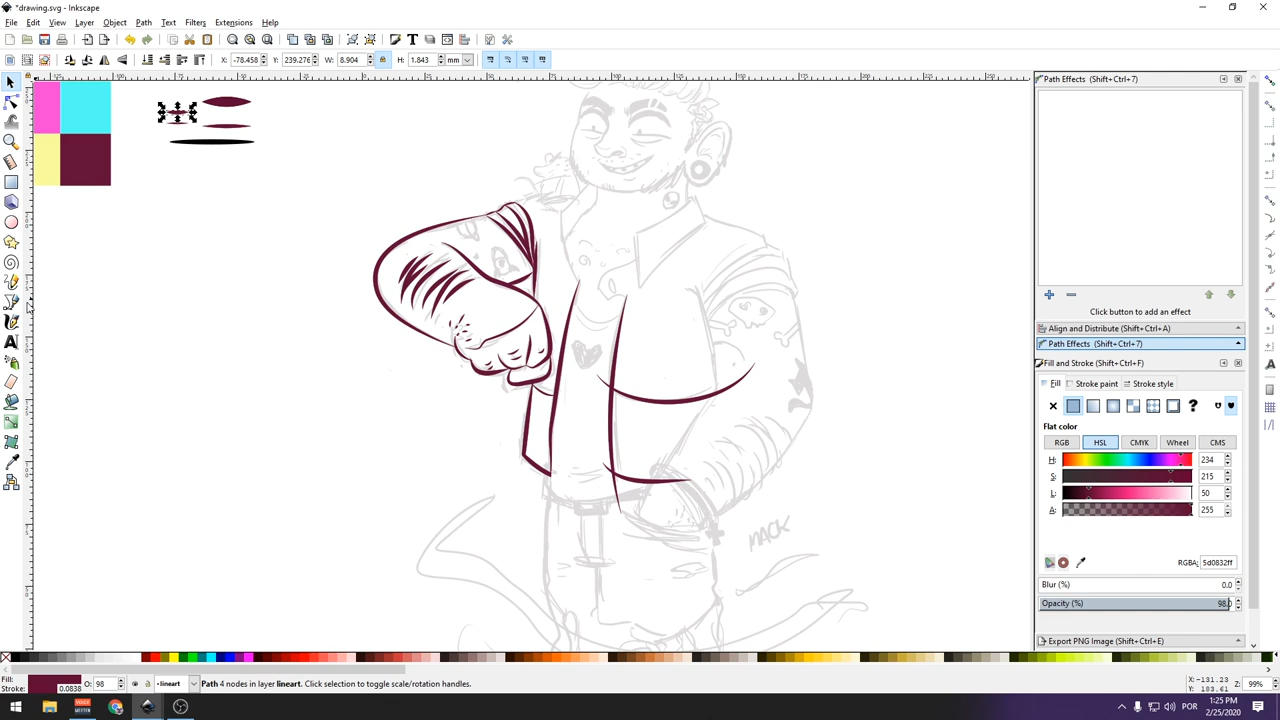 *drawing.svg - Inkscape
File Edit View Layer Object Path Text Filters Extensions Help
X: -78.458 Y: 239.276 W: 8.904 H: 1.843 mm
Path Effects (Shift+Ctrl+7)
Click button to add an effect
Align and Distribute (Shift+Ctrl+A)
Path Effects (Shift+Ctrl+7)
Fill and Stroke (Shift+Ctrl+F)
Fill Stroke paint Stroke style
Flat color
RGB HSL CMYK Wheel CMS
H: 234
S: 215
L: 50
A: 255
RGBA: 5d0832ff
Blur (%) 0.0
Opacity (%) 98.0
Export PNG Image (Shift+Ctrl+E)
NACK
Fill:
Stroke: 0.0838
O: 98
lineart
Path 4 nodes in layer lineart. Click selection to toggle scale/rotation handles.
X: -131.23
Y: 183.61
Z: 99%
POR
1:25 PM
2/25/2020